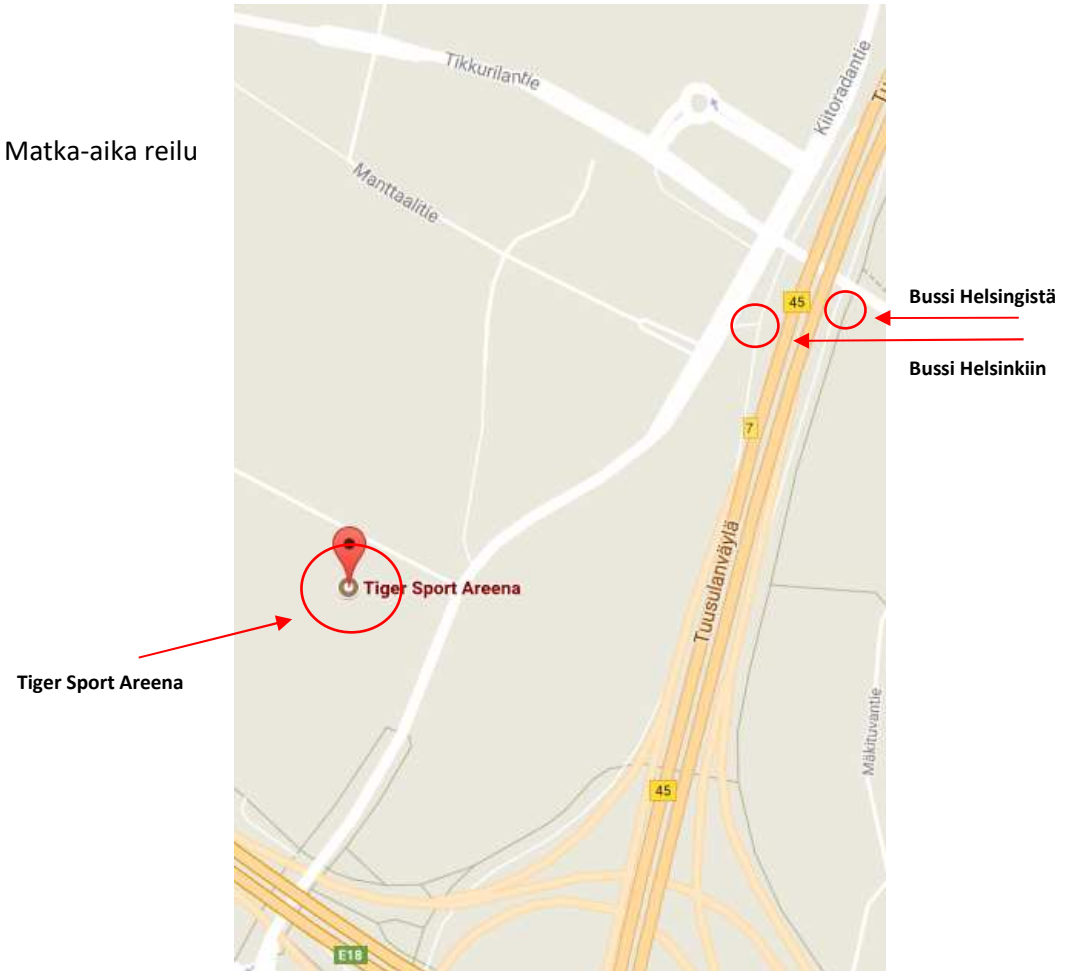 Tikkurilantie
Kiitoradantie
Matka-aika reilu
Manttaalitie
45
Bussi Helsingistä
Bussi Helsinkiin
7
Tiger Sport Areena
Tuusulanväylä
Tiger Sport Areena
Mäkituvantie
45
E18